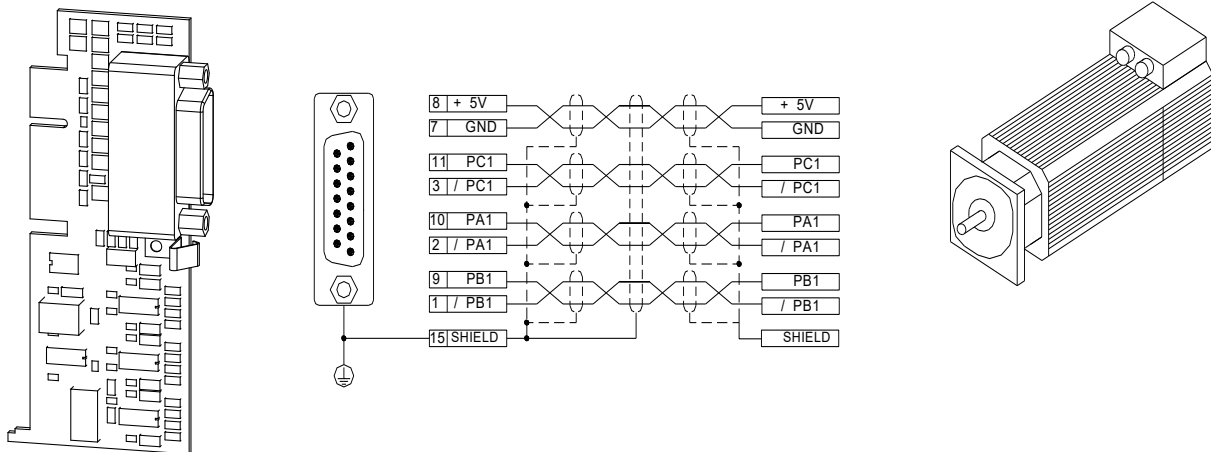 8 + 5V + 5V
7 GND GND
11 PC1 PC1
3 / PC1 / PC1
10 PA1 PA1
2 / PA1 / PA1
9 PB1 PB1
1 / PB1 / PB1
15 SHIELD SHIELD